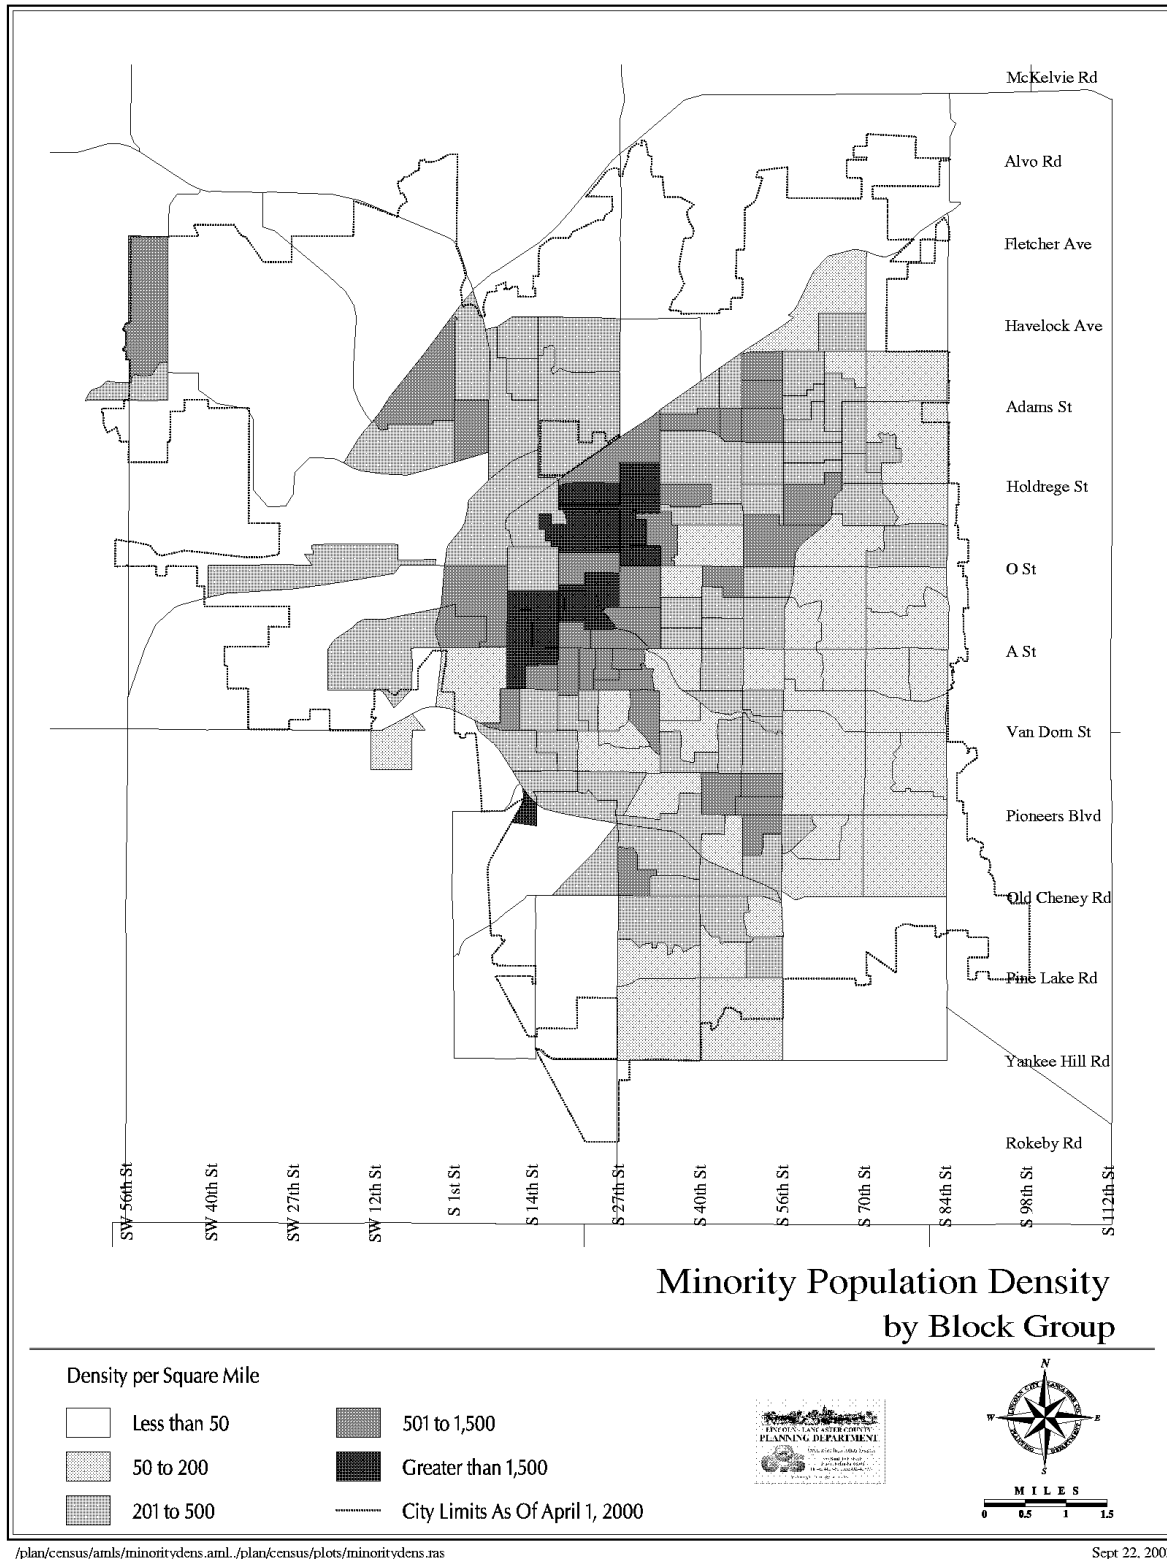 McKelvie Rd
Alvo Rd
Fletcher Ave
Havelock Ave
Adams St
Holdrege St
O St
A St
Van Dorn St
Pioneers Blvd
Old Cheney Rd
Pine Lake Rd
Yankee Hill Rd
Rokeby Rd
SW 56th St
SW 40th St
SW 27th St
SW 12th St
S 1st St
S 14th St
S 27th St
S 40th St
S 56th St
S 70th St
S 84th St
S 98th St
S 112th St
Minority Population Density
by Block Group
Density per Square Mile
Less than 50
50 to 200
201 to 500
501 to 1,500
Greater than 1,500
City Limits As Of April 1, 2000
LINCOLN - LANCASTER COUNTY
PLANNING DEPARTMENT
N
W
E
S
MILES
0 0.5 1 1.5
/plan/census/amls/minoritydens.aml../plan/census/plots/minoritydens.ras
Sept 22, 200